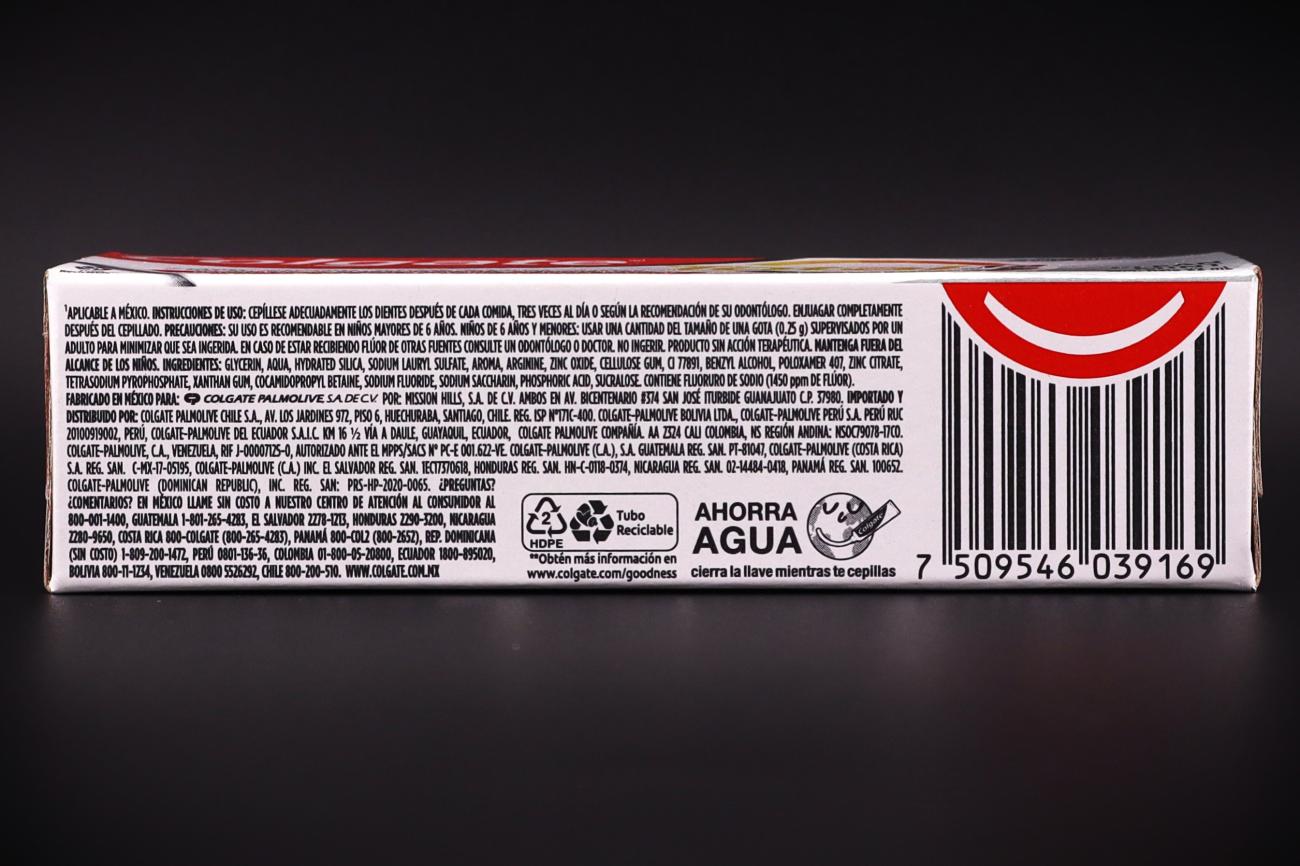 Colgate
¹APLICABLE A MÉXICO. INSTRUCCIONES DE USO: CEPÍLLESE ADECUADAMENTE LOS DIENTES DESPUÉS DE CADA COMIDA, TRES VECES AL DÍA O SEGÚN LA RECOMENDACIÓN DE SU ODONTÓLOGO. ENJUAGAR COMPLETAMENTE
DESPUÉS DEL CEPILLADO. PRECAUCIONES: SU USO ES RECOMENDABLE EN NIÑOS MAYORES DE 6 AÑOS. NIÑOS DE 6 AÑOS Y MENORES: USAR UNA CANTIDAD DEL TAMAÑO DE UNA GOTA (0,25 g) SUPERVISADOS POR UN
ADULTO PARA MINIMIZAR QUE SEA INGERIDA. EN CASO DE ESTAR RECIBIENDO FLÚOR DE OTRAS FUENTES CONSULTE UN ODONTÓLOGO O DOCTOR. NO INGERIR. PRODUCTO SIN ACCIÓN TERAPÉUTICA. MANTENGA FUERA DEL
ALCANCE DE LOS NIÑOS. INGREDIENTES: GLYCERIN, AQUA, HYDRATED SILICA, SODIUM LAURYL SULFATE, AROMA, ARGININE, ZINC OXIDE, CELLULOSE GUM, CI 77891, BENZYL ALCOHOL, POLOXAMER 407, ZINC CITRATE,
TETRASODIUM PYROPHOSPHATE, XANTHAN GUM, COCAMIDOPROPYL BETAINE, SODIUM FLUORIDE, SODIUM SACCHARIN, PHOSPHORIC ACID, SUCRALOSE. CONTIENE FLUORURO DE SODIO (1450 ppm DE FLÚOR).
FABRICADO EN MÉXICO PARA: COLGATE PALMOLIVE, S.A. DE C.V. POR: MISSION HILLS, S.A. DE C.V. AMBOS EN AV. BICENTENARIO #374 SAN JOSÉ ITURBIDE GUANAJUATO C.P. 37980. IMPORTADO Y
DISTRIBUIDO POR: COLGATE PALMOLIVE CHILE S.A., AV. LOS JARDINES 972, PISO 6, HUECHURABA, SANTIAGO, CHILE. REG. ISP N°171C-400. COLGATE-PALMOLIVE BOLIVIA LTDA., COLGATE-PALMOLIVE PERÚ S.A. PERÚ RUC
20100919002, PERÚ, COLGATE-PALMOLIVE DEL ECUADOR S.A.I.C. KM 16 ½ VÍA A DAULE, GUAYAQUIL, ECUADOR, COLGATE PALMOLIVE COMPAÑÍA. AA 2324 CALI COLOMBIA, NS REGIÓN ANDINA: NSOC79078-17CO.
COLGATE-PALMOLIVE, C.A., VENEZUELA, RIF J-00007125-0, AUTORIZADO ANTE EL MPPS/SACS N° PC-E 001.622-VE. COLGATE-PALMOLIVE (C.A.), S.A. GUATEMALA REG. SAN. PT-81047, COLGATE-PALMOLIVE (COSTA RICA)
S.A. REG. SAN. C-MX-17-05195, COLGATE-PALMOLIVE (C.A.) INC. EL SALVADOR REG. SAN. 1ECT1730618, HONDURAS REG. SAN. HN-C-0118-0374, NICARAGUA REG. SAN. 02-14484-0418, PANAMÁ REG. SAN. 100652.
COLGATE-PALMOLIVE (DOMINICAN REPUBLIC), INC. REG. SAN: PRS-HP-2020-0065. ¿PREGUNTAS?
¿COMENTARIOS? EN MÉXICO LLAME SIN COSTO A NUESTRO CENTRO DE ATENCIÓN AL CONSUMIDOR AL
800-001-1400, GUATEMALA 1-801-265-4283, EL SALVADOR 2278-1213, HONDURAS 2290-3200, NICARAGUA
2280-9650, COSTA RICA 800-COLGATE (800-265-4283), PANAMÁ 800-COL2 (800-2652), REP. DOMINICANA
(SIN COSTO) 1-809-200-1472, PERÚ 0801-136-36, COLOMBIA 01-800-05-20800, ECUADOR 1800-895020,
BOLIVIA 800-11-1234, VENEZUELA 0800 5526292, CHILE 800-200-510. WWW.COLGATE.COM.MX
2
HDPE
Tubo
Reciclable
**Obtén más información en
www.colgate.com/goodness
AHORRA
AGUA
Colgate
cierra la llave mientras te cepillas
7 509546 039169